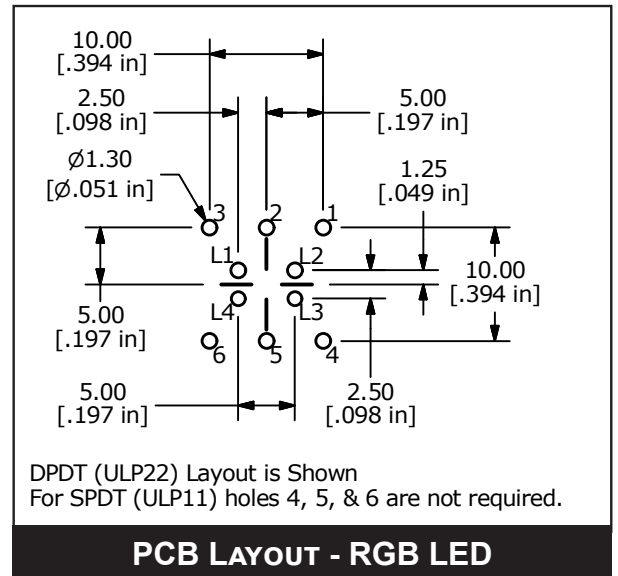 10.00
[.394 in]
2.50
[.098 in]
5.00
[.197 in]
Ø1.30
[Ø.051 in]
1.25
[.049 in]
3 2 1
L1 L2
10.00
[.394 in]
5.00
[.197 in]
L4 L3
6 5 4
5.00
[.197 in]
2.50
[.098 in]
DPDT (ULP22) Layout is Shown
For SPDT (ULP11) holes 4, 5, & 6 are not required.
PCB LAYOUT - RGB LED